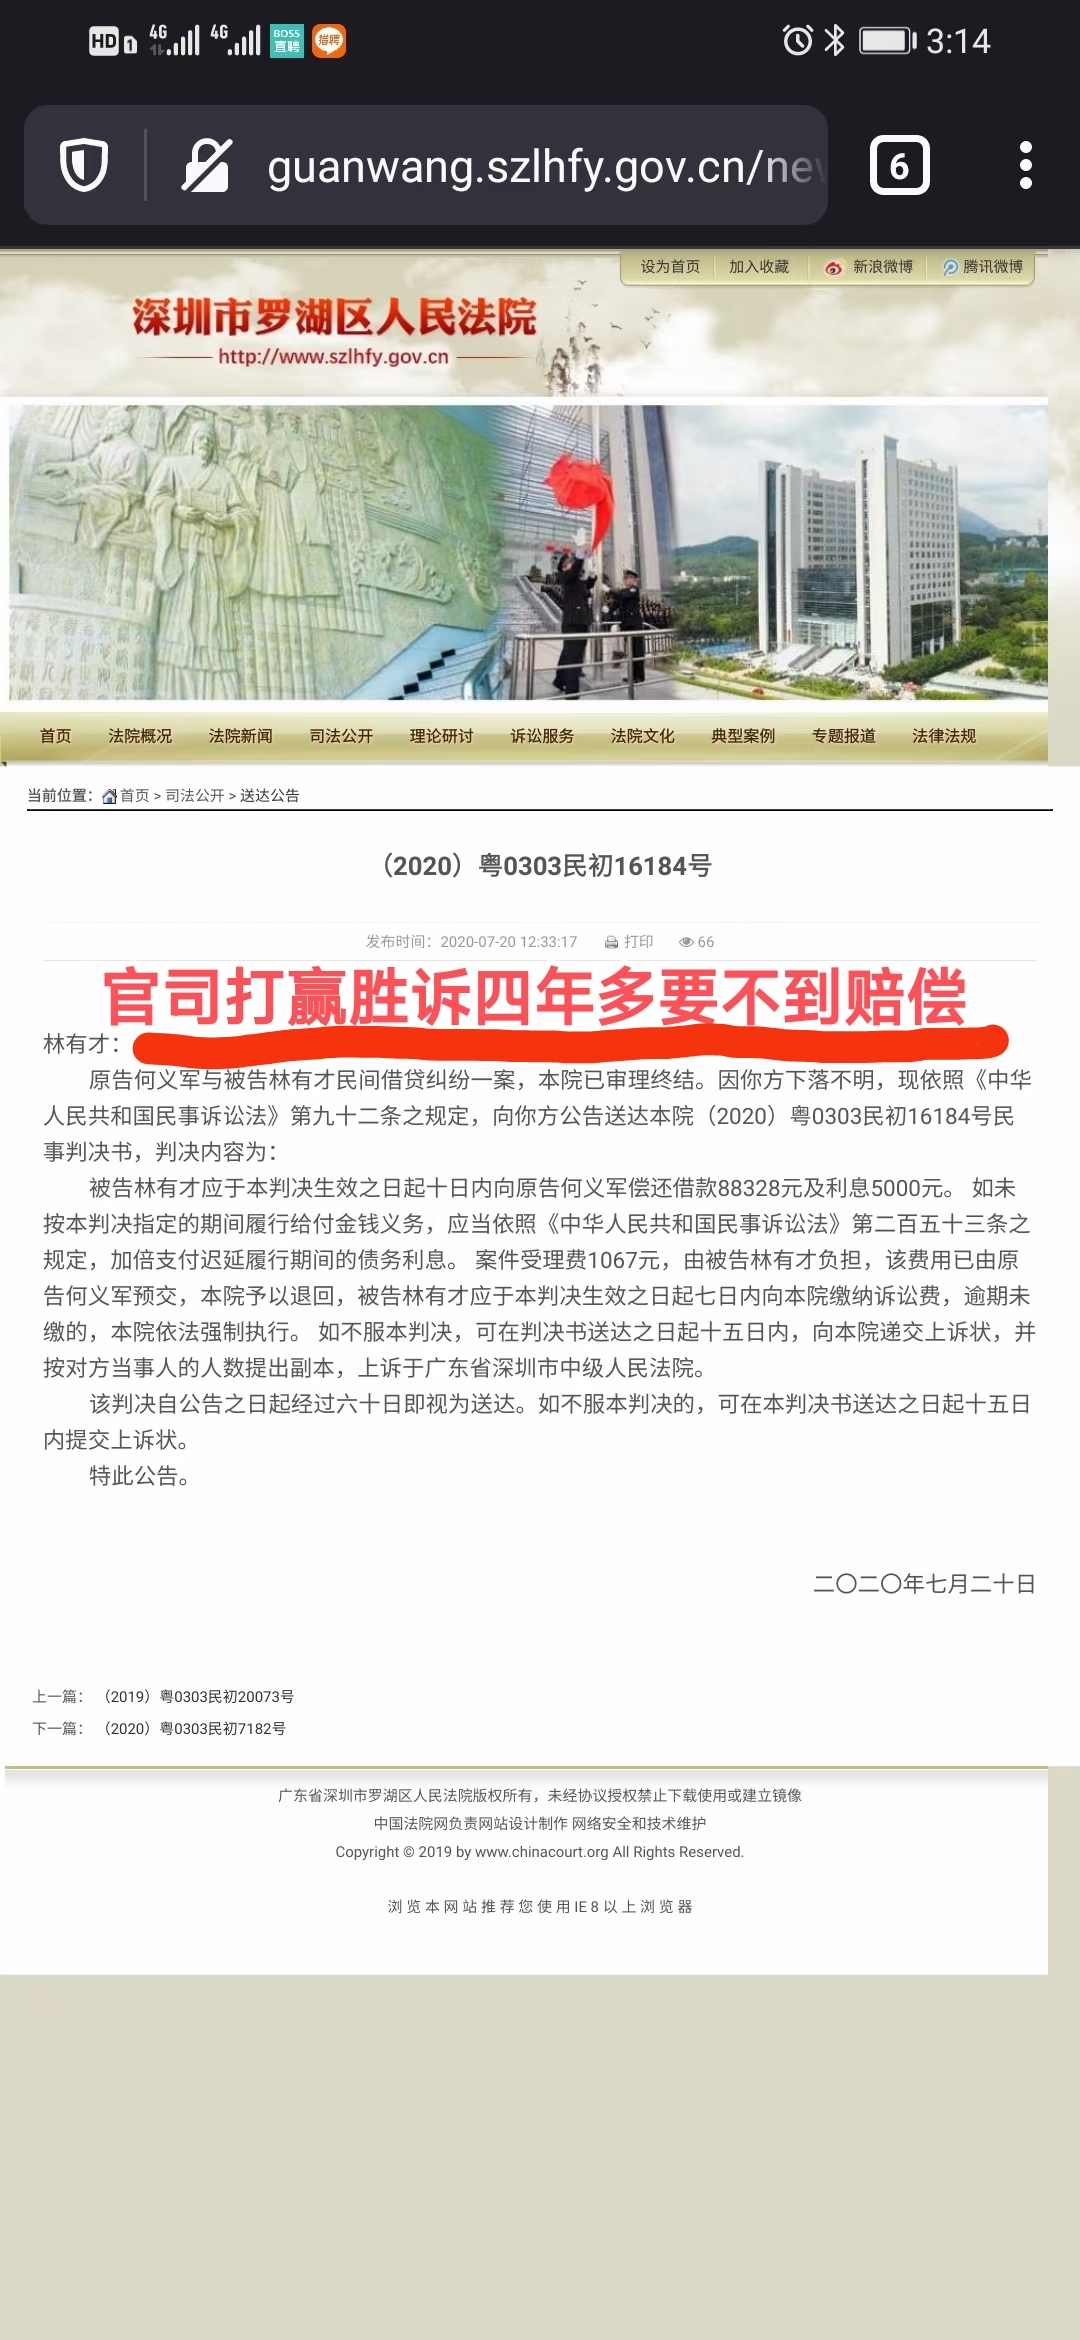 HD 1 4G 4G BOSS直聘 猎聘 3:14
guanwang.szlhfy.gov.cn/new 6
设为首页 加入收藏 新浪微博 腾讯微博
深圳市罗湖区人民法院
http://www.szlhfy.gov.cn
首页 法院概况 法院新闻 司法公开 理论研讨 诉讼服务 法院文化 典型案例 专题报道 法律法规
当前位置：首页 > 司法公开 > 送达公告
（2020）粤0303民初16184号
发布时间：2020-07-20 12:33:17 打印 66
官司打赢胜诉四年多要不到赔偿
林有才：
原告何义军与被告林有才民间借贷纠纷一案，本院已审理终结。因你方下落不明，现依照《中华
人民共和国民事诉讼法》第九十二条之规定，向你方公告送达本院（2020）粤0303民初16184号民
事判决书，判决内容为：
被告林有才应于本判决生效之日起十日内向原告何义军偿还借款88328元及利息5000元。 如未
按本判决指定的期间履行给付金钱义务，应当依照《中华人民共和国民事诉讼法》第二百五十三条之
规定，加倍支付迟延履行期间的债务利息。 案件受理费1067元，由被告林有才负担，该费用已由原
告何义军预交，本院予以退回，被告林有才应于本判决生效之日起七日内向本院缴纳诉讼费，逾期未
缴的，本院依法强制执行。 如不服本判决，可在判决书送达之日起十五日内，向本院递交上诉状，并
按对方当事人的人数提出副本，上诉于广东省深圳市中级人民法院。
该判决自公告之日起经过六十日即视为送达。如不服本判决的，可在本判决书送达之日起十五日
内提交上诉状。
特此公告。
二〇二〇年七月二十日
上一篇：（2019）粤0303民初20073号
下一篇：（2020）粤0303民初7182号
广东省深圳市罗湖区人民法院版权所有，未经协议授权禁止下载使用或建立镜像
中国法院网负责网站设计制作 网络安全和技术维护
Copyright © 2019 by www.chinacourt.org All Rights Reserved.
浏览本网站推荐您使用IE 8 以上浏览器